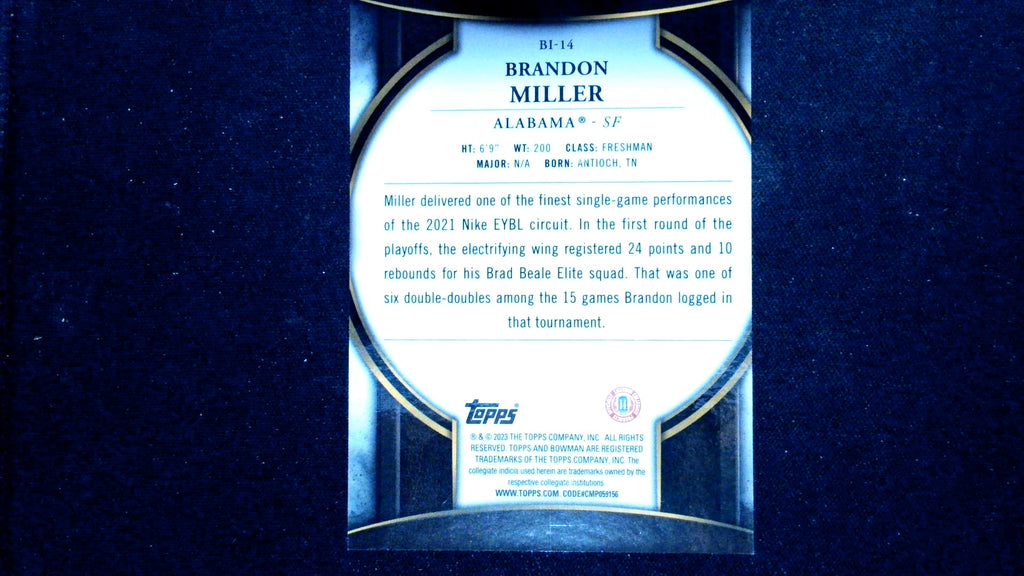 BI-14
BRANDON
MILLER
ALABAMA® - SF
HT: 6'9" WT: 200 CLASS: FRESHMAN
MAJOR: N/A BORN: ANTIOCH, TN
Miller delivered one of the finest single-game performances
of the 2021 Nike EYBL circuit. In the first round of the
playoffs, the electrifying wing registered 24 points and 10
rebounds for his Brad Beale Elite squad. That was one of
six double-doubles among the 15 games Brandon logged in
that tournament.
Topps
® & © 2023 THE TOPPS COMPANY, INC. ALL RIGHTS
RESERVED. TOPPS AND BOWMAN ARE REGISTERED
TRADEMARKS OF THE TOPPS COMPANY, INC. The
collegiate indicia used herein are trademarks owned by the
respective collegiate institutions
WWW.TOPPS.COM CODE#CMP059156